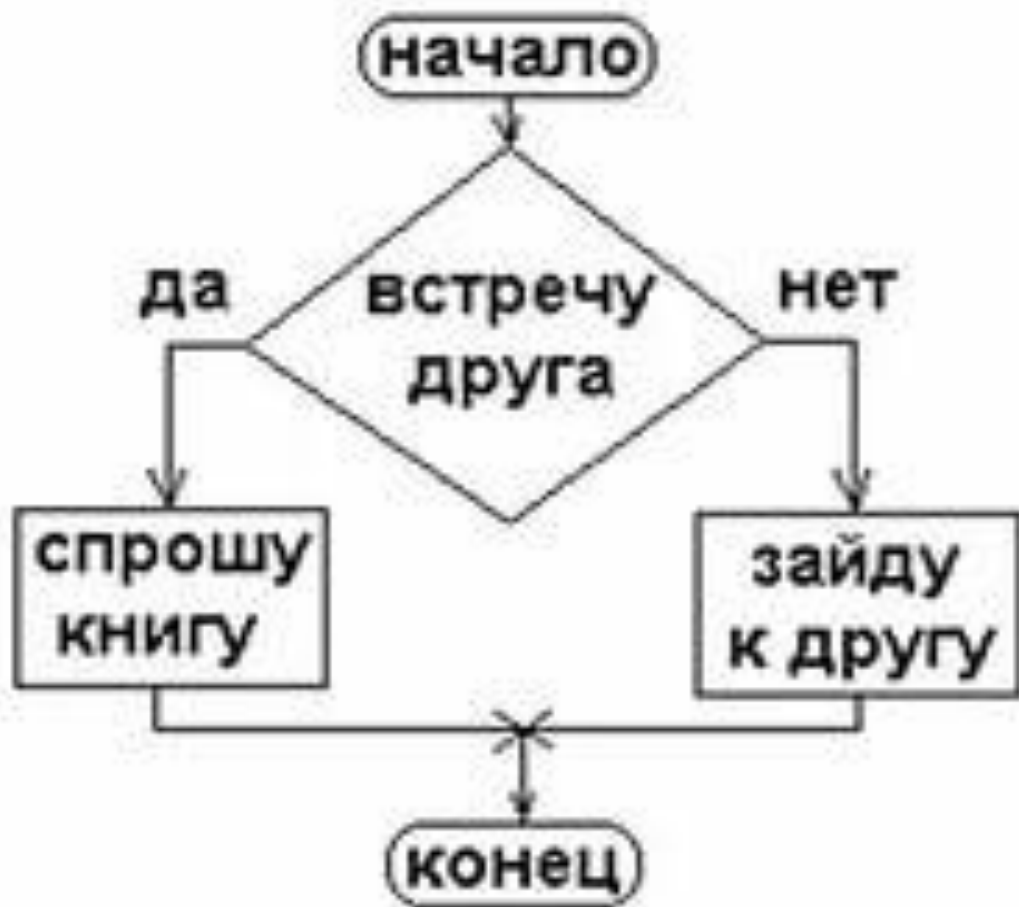 начало
да
встречу
друга
нет
спрошу
книгу
зайду
к другу
конец